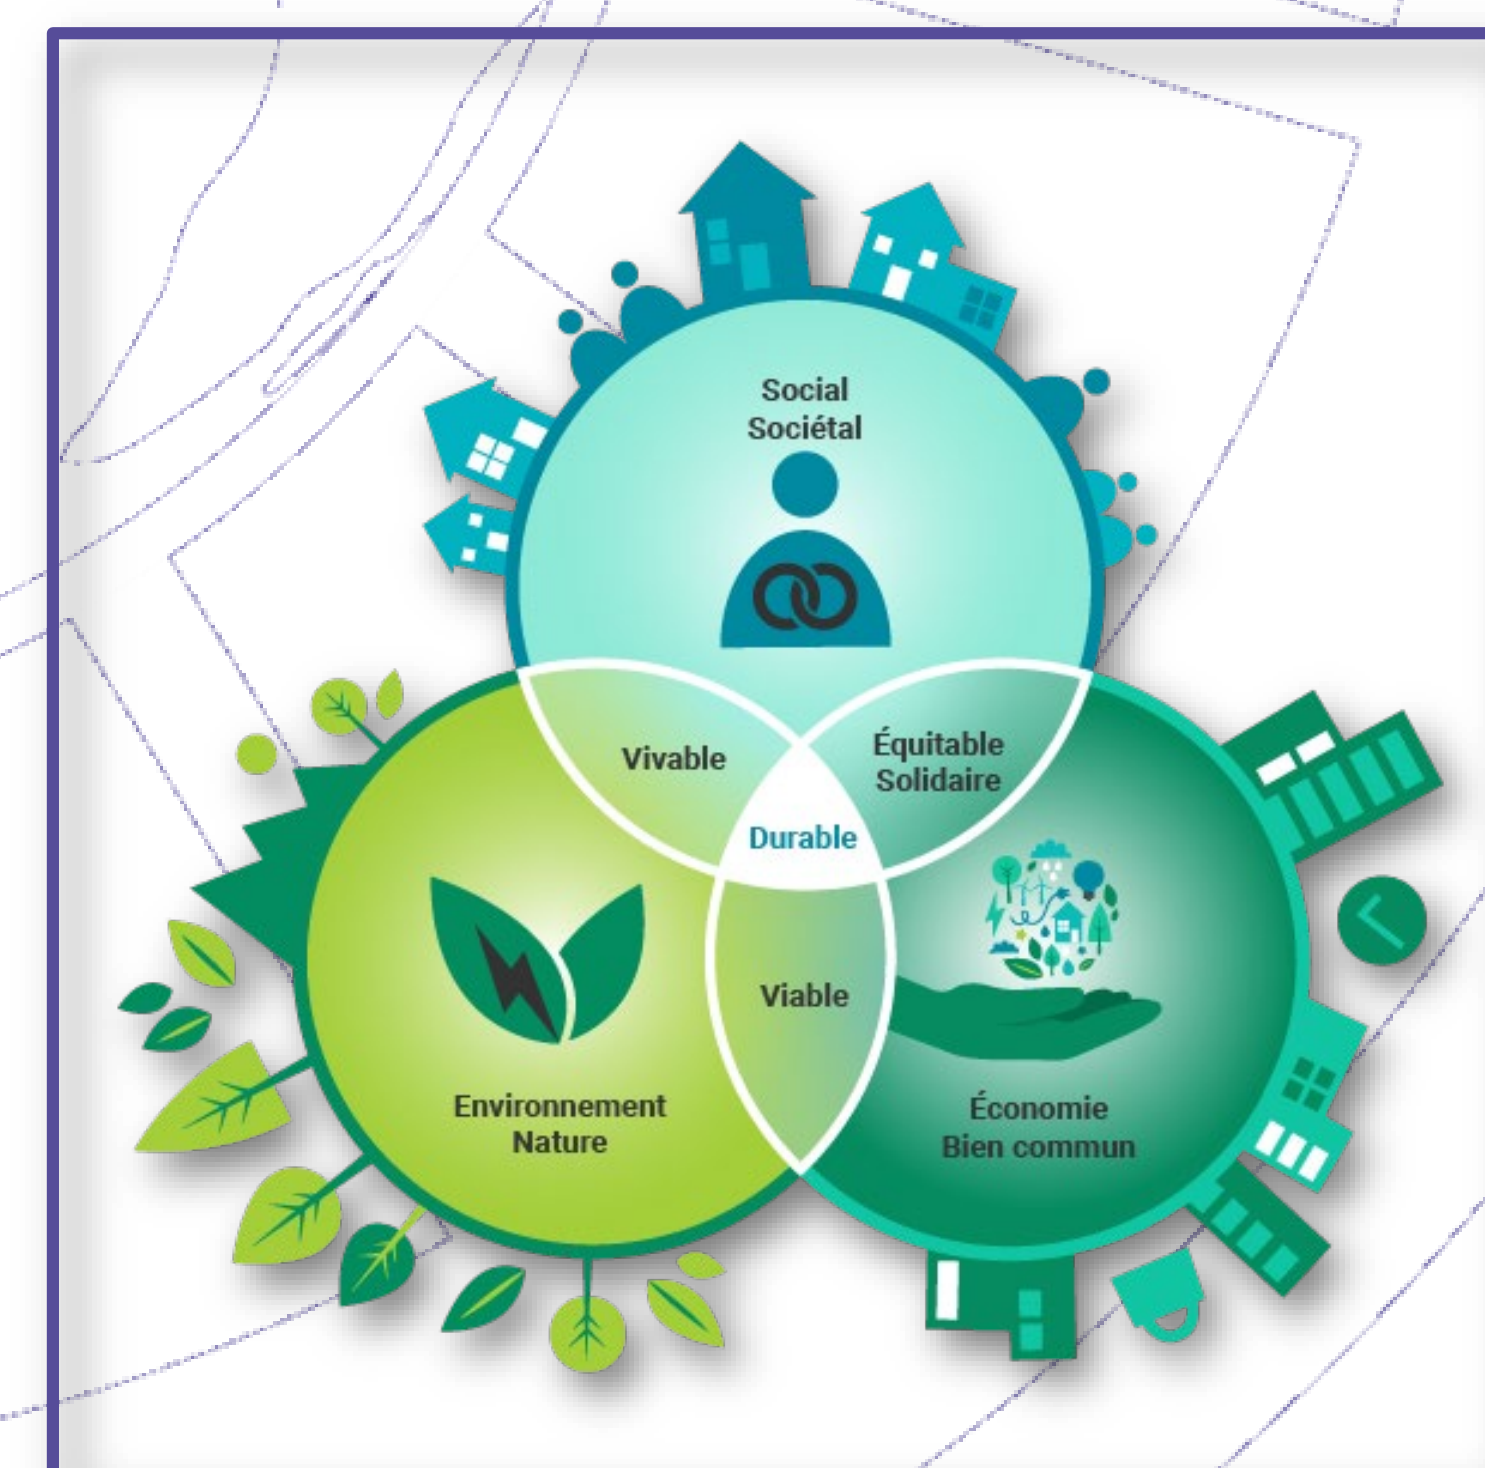 Social
Sociétal
Vivable
Équitable
Solidaire
Durable
Viable
Environnement
Nature
Économie
Bien commun